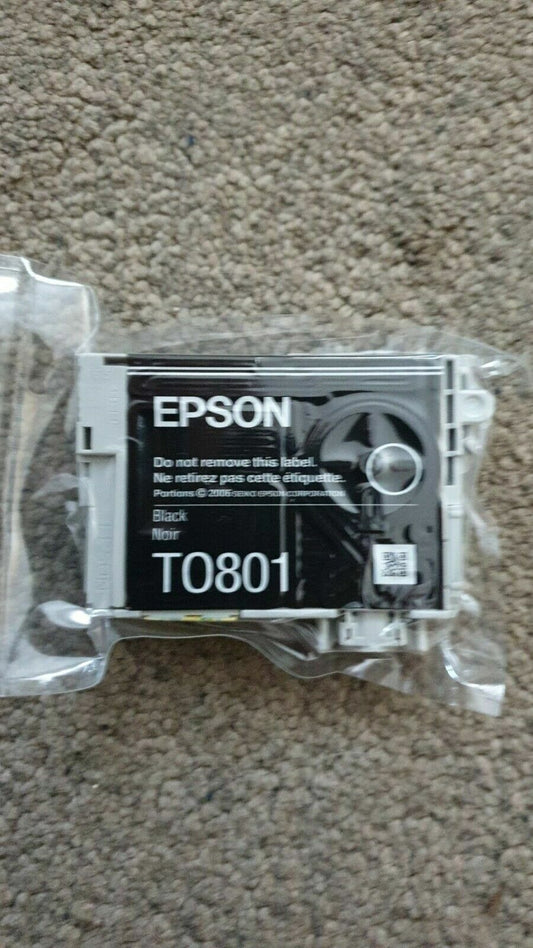 EPSON
Do not remove this label.
Ne retirez pas cette étiquette.
Portions © 2006 SEIKO EPSON CORPORATION
Black
Noir
T0801